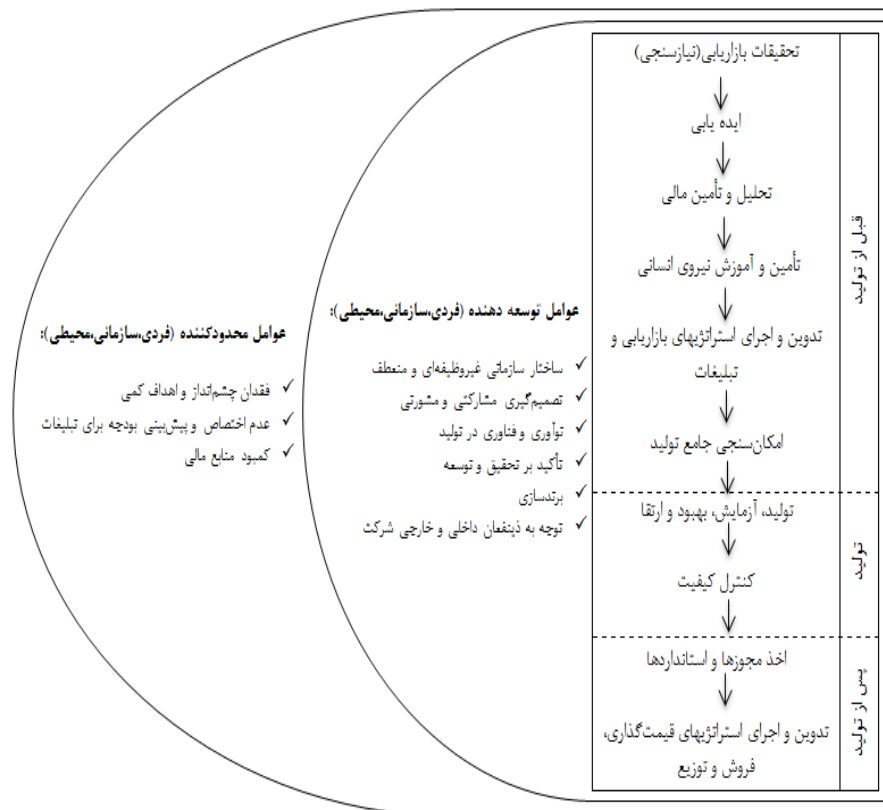 تحقیقات بازاریابی(نیازسنجی)
ایده یابی
تحلیل و تأمین مالی
تأمین و آموزش نیروی انسانی
تدوین و اجرای استراتژیهای بازاریابی و
تبلیغات
امکان‌سنجی جامع تولید
قبل از تولید
تولید، آزمایش، بهبود و ارتقا
کنترل کیفیت
تولید
اخذ مجوزها و استانداردها
تدوین و اجرای استراتژیهای قیمت‌گذاری،
فروش و توزیع
پس از تولید
عوامل توسعه دهنده (فردی،سازمانی،محیطی):
✓ ساختار سازمانی غیروظیفه‌ای و منعطف
✓ تصمیم‌گیری مشارکتی و مشورتی
✓ نوآوری و فناوری در تولید
✓ تأکید بر تحقیق و توسعه
✓ برندسازی
✓ توجه به ذینفعان داخلی و خارجی شرکت
عوامل محدودکننده (فردی،سازمانی،محیطی):
✓ فقدان چشم‌انداز و اهداف کمی
✓ عدم اختصاص و پیش‌بینی بودجه برای تبلیغات
✓ کمبود منابع مالی